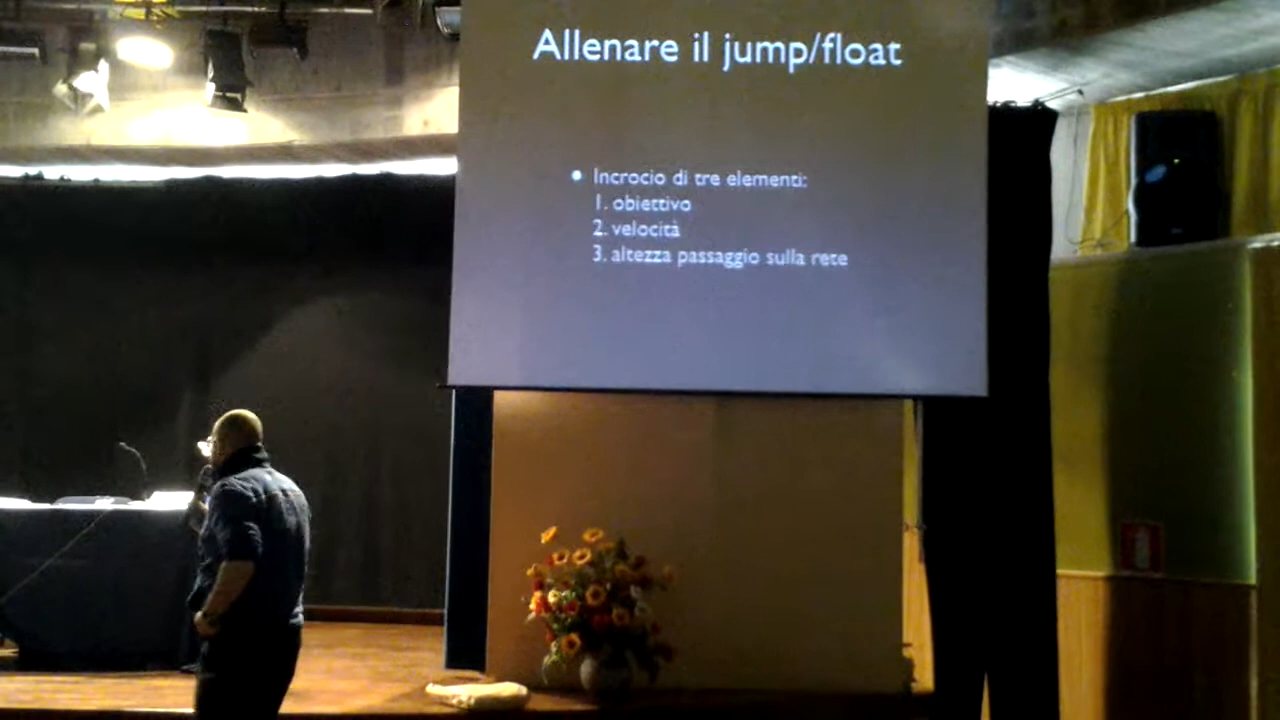 Allenare il jump/float
• Incrocio di tre elementi:
1. obiettivo
2. velocità
3. altezza passaggio sulla rete